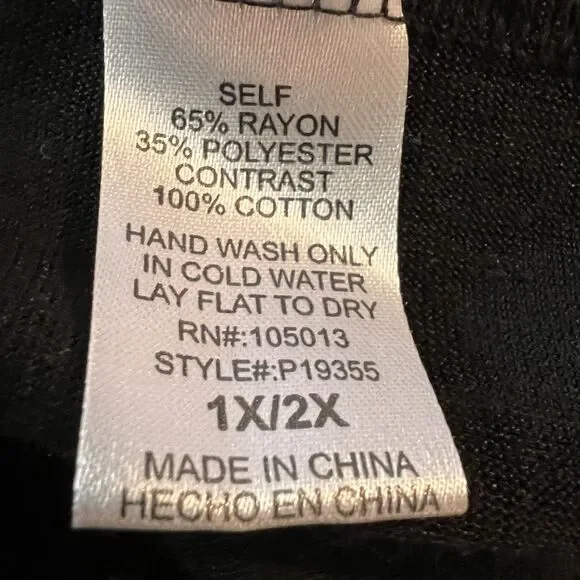 SELF
65% RAYON
35% POLYESTER
CONTRAST
100% COTTON
HAND WASH ONLY
IN COLD WATER
LAY FLAT TO DRY
RN#:105013
STYLE#:P19355
1X/2X
MADE IN CHINA
HECHO EN CHINA